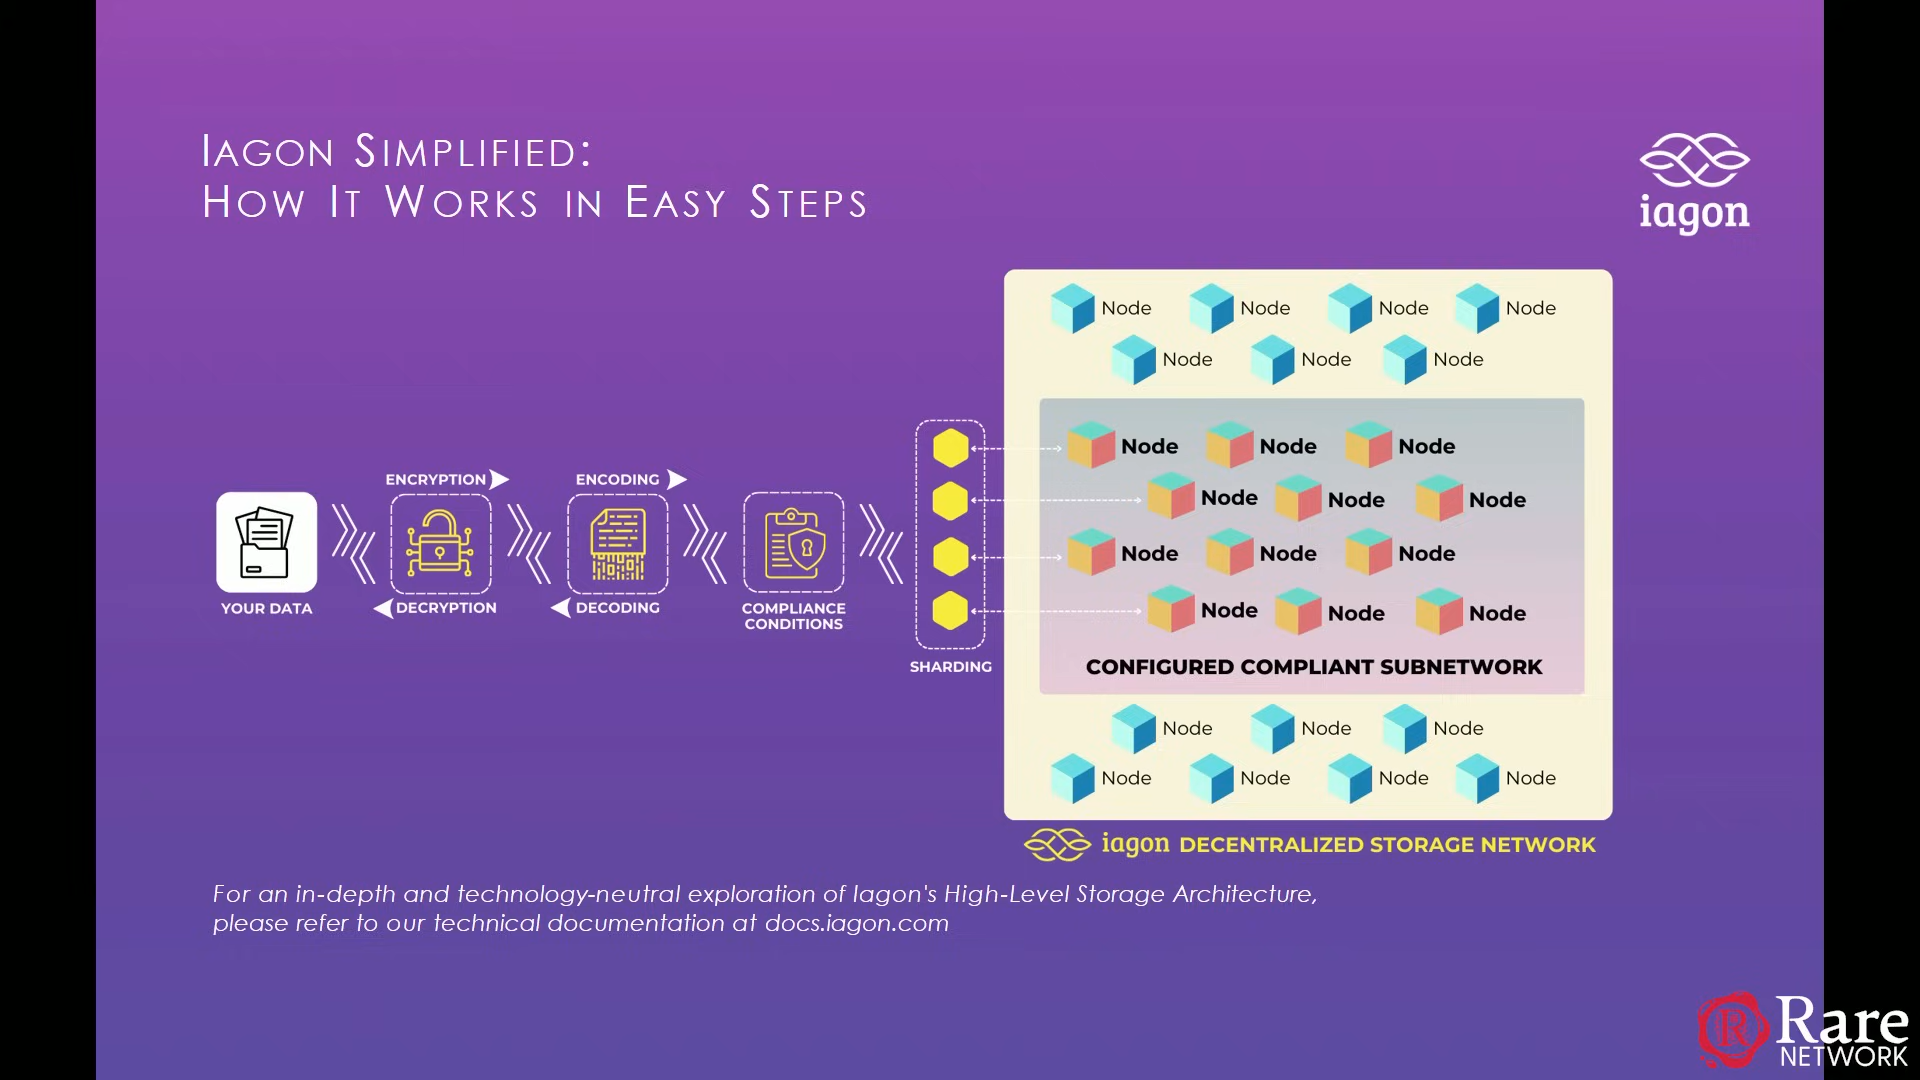 IAGON SIMPLIFIED:
HOW IT WORKS IN EASY STEPS
iagon
Node Node Node Node
Node Node Node
Node Node Node
Node Node Node
Node Node Node
Node Node Node
CONFIGURED COMPLIANT SUBNETWORK
Node Node Node
Node Node Node Node
iagon DECENTRALIZED STORAGE NETWORK
ENCRYPTION
DECRYPTION
ENCODING
DECODING
YOUR DATA
COMPLIANCE
CONDITIONS
SHARDING
For an in-depth and technology-neutral exploration of Iagon's High-Level Storage Architecture,
please refer to our technical documentation at docs.iagon.com
R
Rare
NETWORK